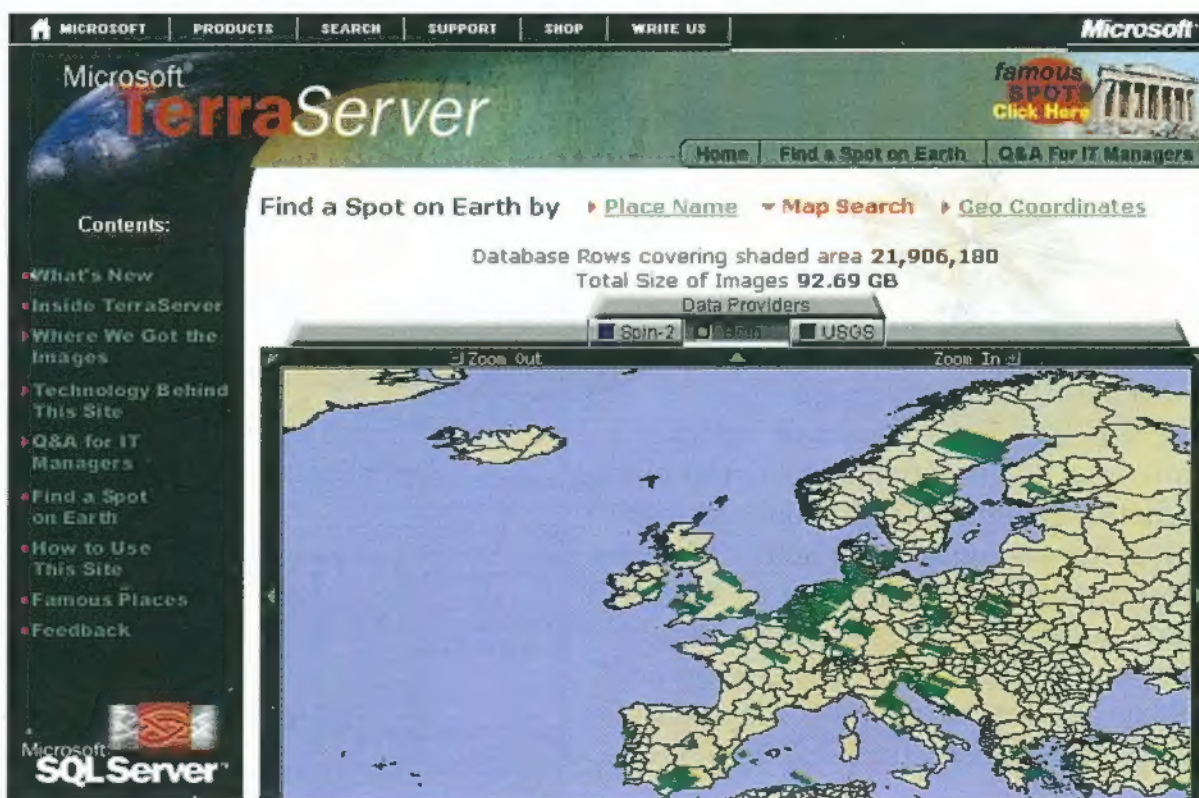 MICROSOFT PRODUCTS SEARCH SUPPORT SHOP WRITE US Microsoft
Microsoft
TerraServer
famous
SPOT
Click Here
Home Find a Spot on Earth Q&A For IT Managers
Contents:
What's New
Inside TerraServer
Where We Got the
Images
Technology Behind
This Site
Q&A for IT
Managers
Find a Spot
on Earth
How to Use
This Site
Famous Places
Feedback
Microsoft
SQL Server
Find a Spot on Earth by Place Name Map Search Geo Coordinates
Database Rows covering shaded area 21,906,180
Total Size of Images 92.69 GB
Data Providers
Spin-2 USGS
Zoom Out Zoom In